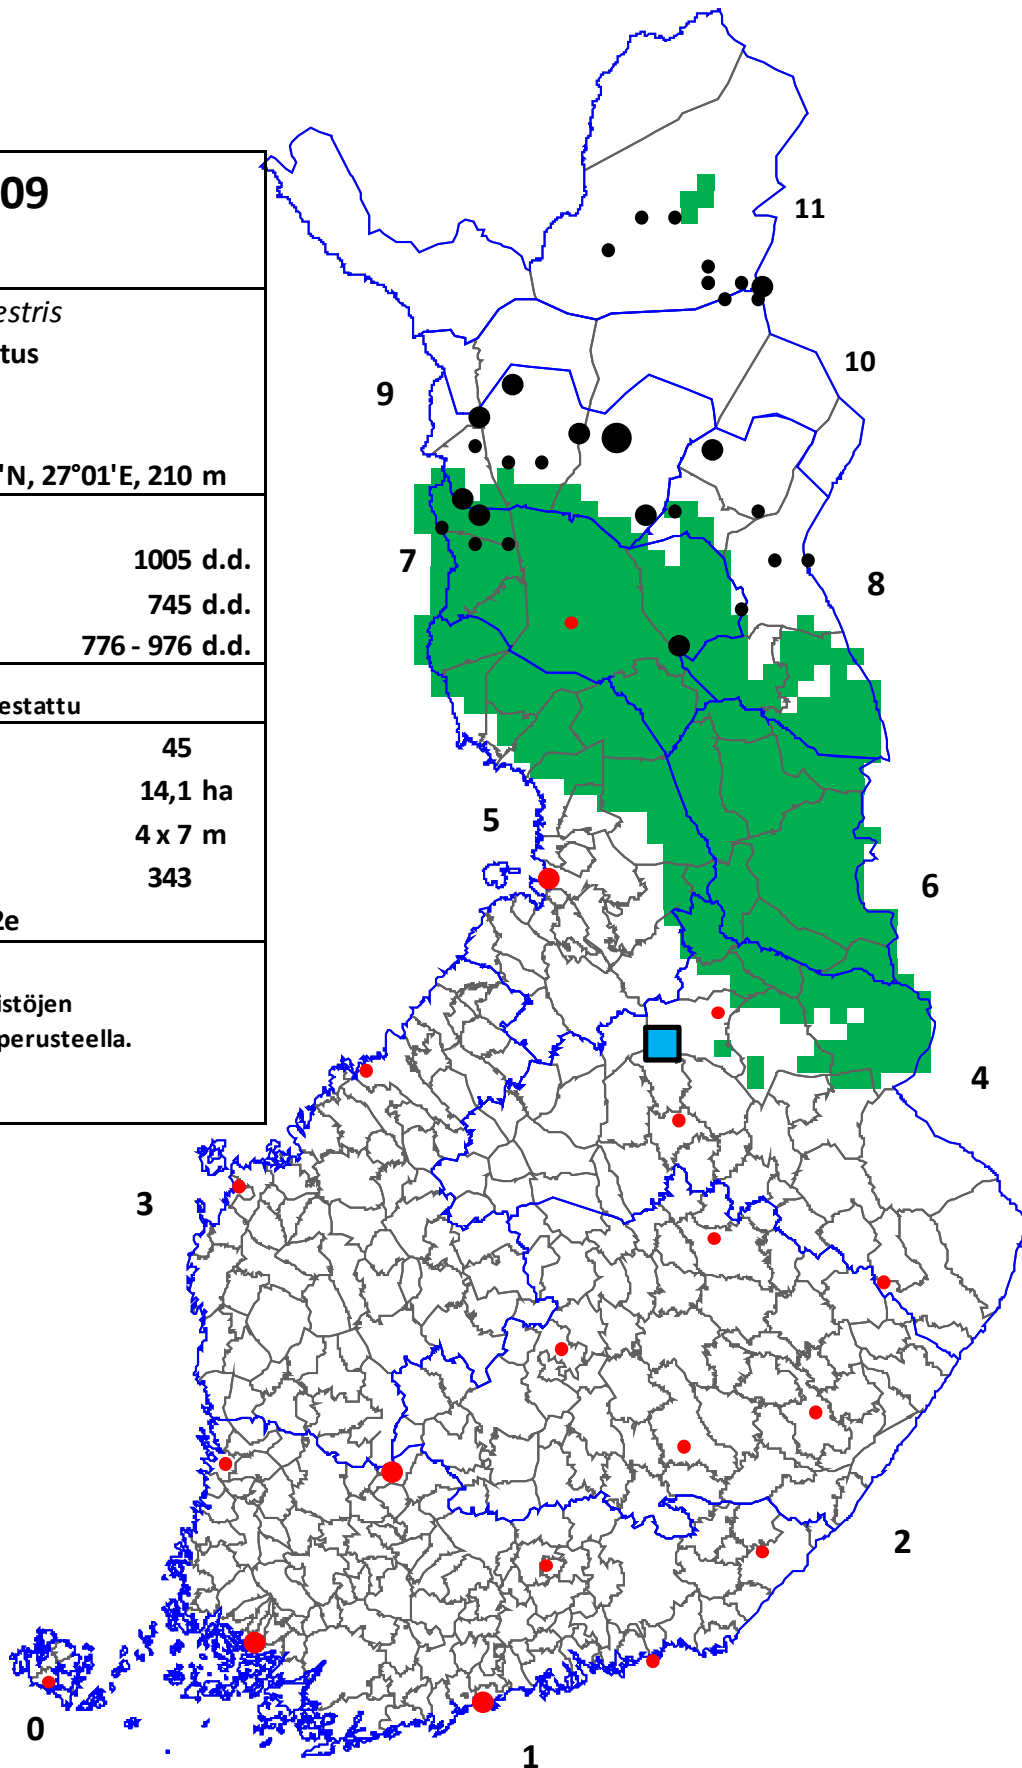 09
estris
tus
'N, 27°01'E, 210 m
1005 d.d.
745 d.d.
776 - 976 d.d.
estattu
45
14,1 ha
4 x 7 m
343
2e
istöjen
perusteella.
11
10
9
7
8
5
6
4
3
2
0
1